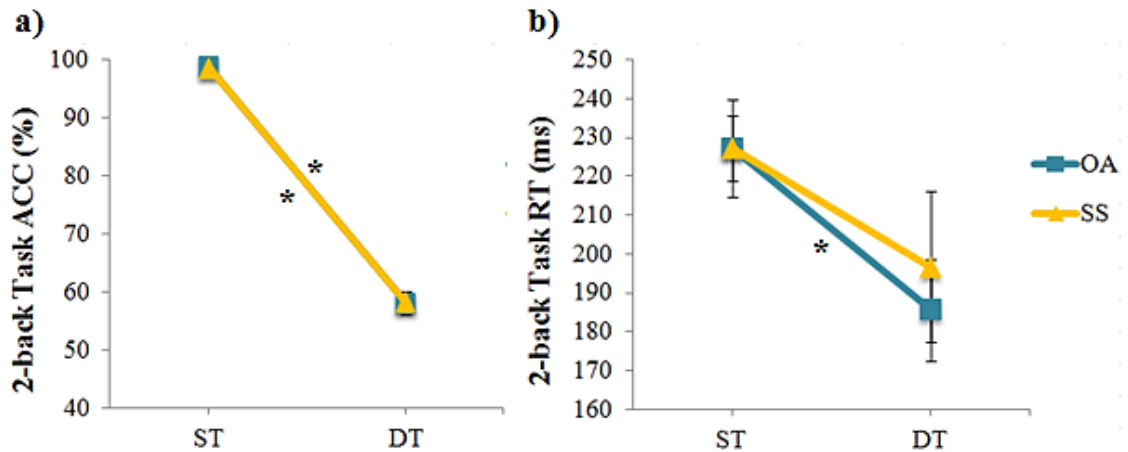 a)
2-back Task ACC (%)
100
90
80
70
60
50
40
*
*
ST DT
b)
2-back Task RT (ms)
250
240
230
220
210
200
190
180
170
160
*
ST DT
OA
SS